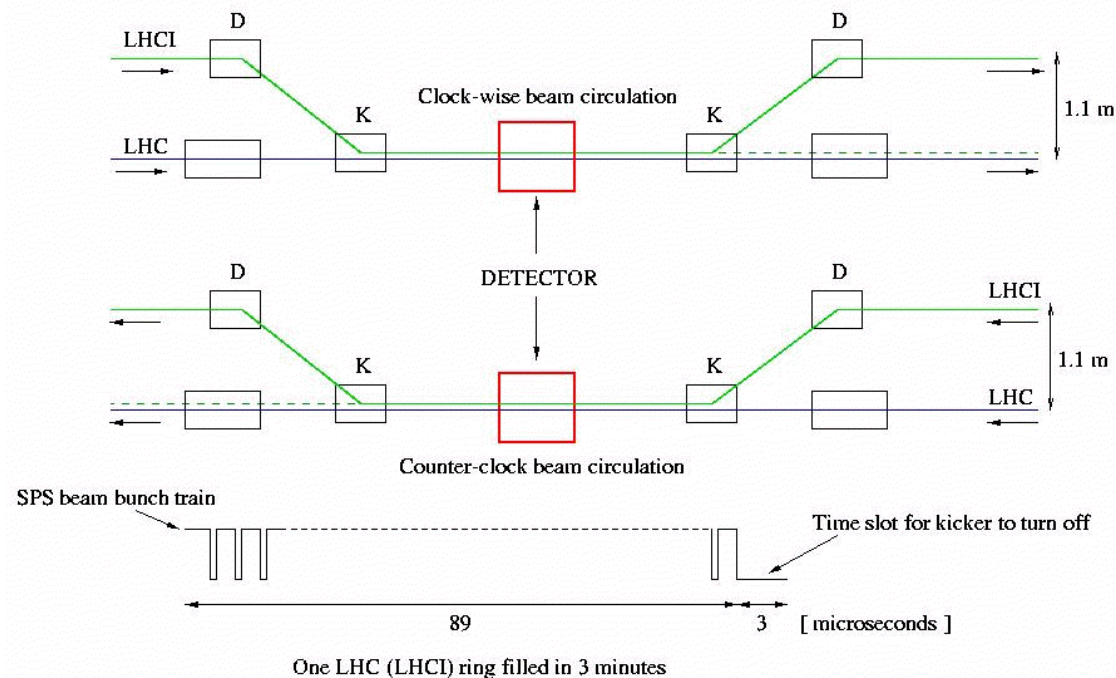 D
D
LHCI
Clock-wise beam circulation
1.1 m
K
K
LHC
D
DETECTOR
D
LHCI
K
K
1.1 m
LHC
Counter-clock beam circulation
SPS beam bunch train
Time slot for kicker to turn off
89
3
[ microseconds ]
One LHC (LHCI) ring filled in 3 minutes